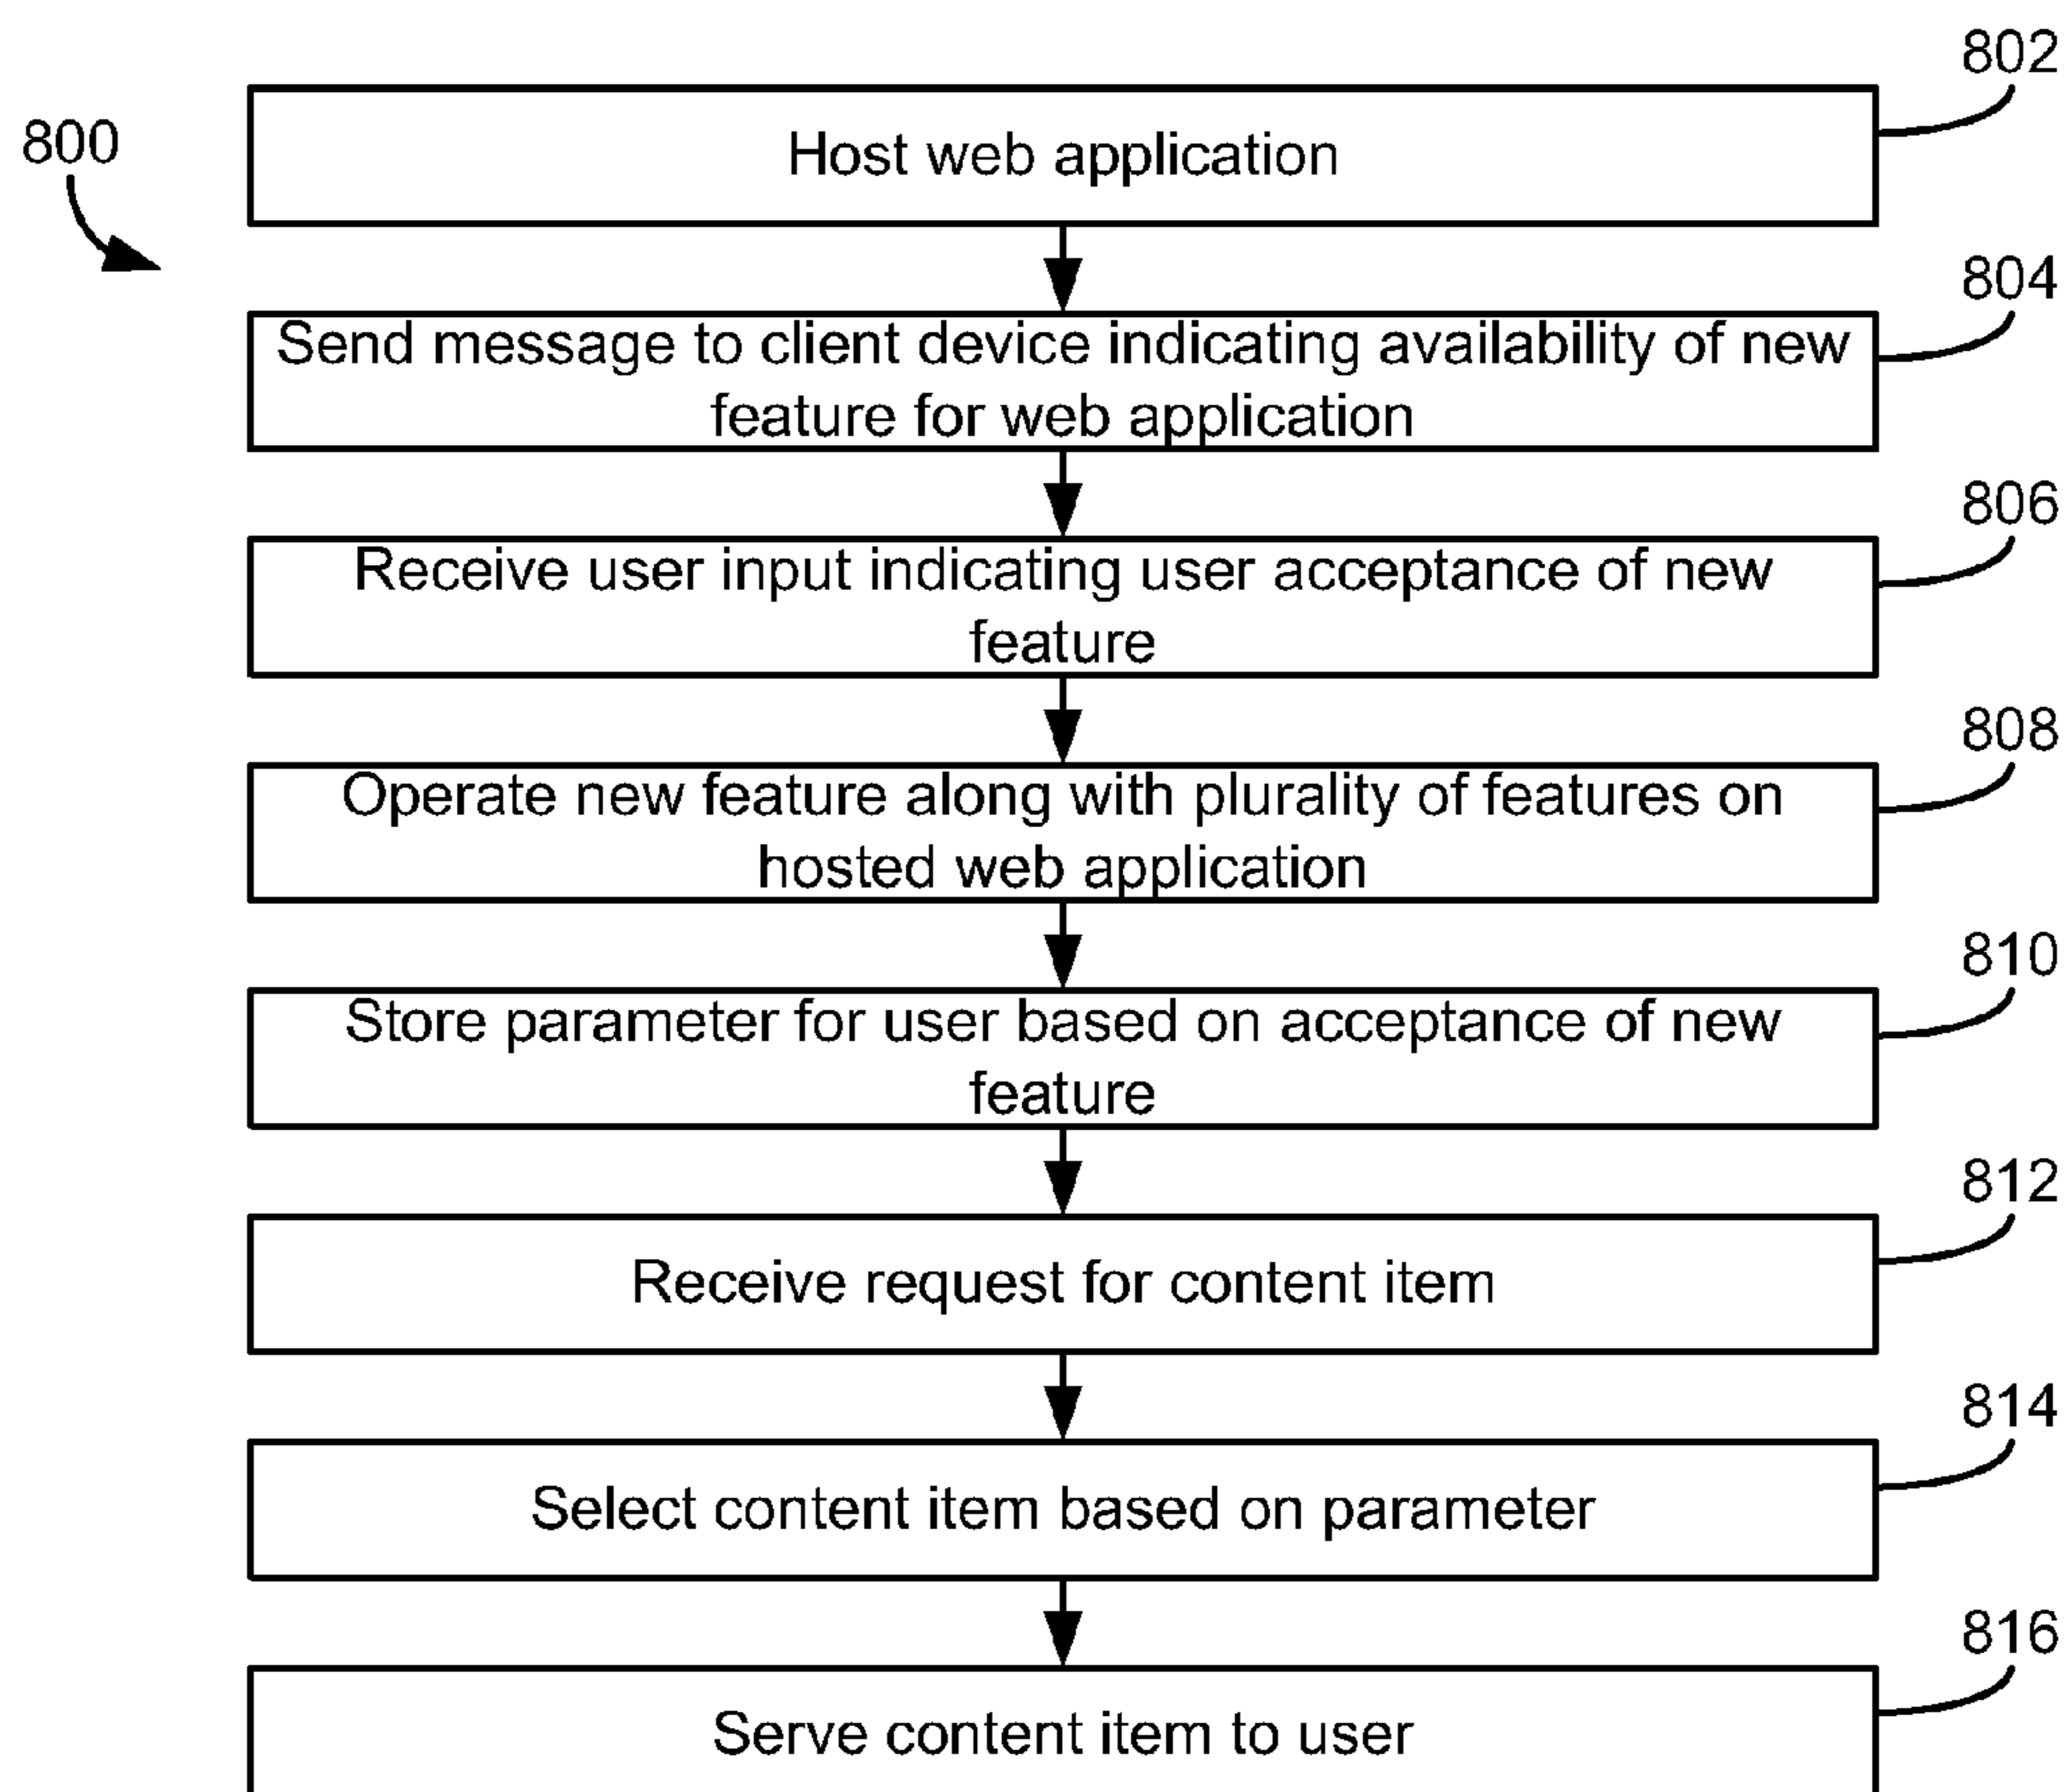 802
800
Host web application
804
Send message to client device indicating availability of new
feature for web application
806
Receive user input indicating user acceptance of new
feature
808
Operate new feature along with plurality of features on
hosted web application
810
Store parameter for user based on acceptance of new
feature
812
Receive request for content item
814
Select content item based on parameter
816
Serve content item to user